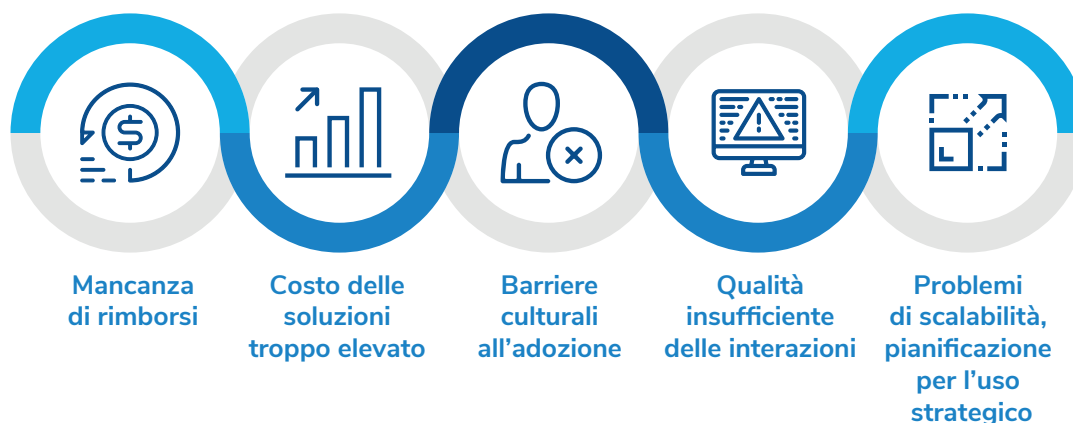 Mancanza
di rimborsi
Costo delle
soluzioni
troppo elevato
Barriere
culturali
all’adozione
Qualità
insufficiente
delle interazioni
Problemi
di scalabilità,
pianificazione
per l’uso
strategico